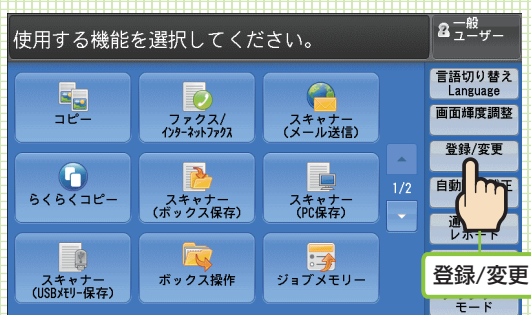 使用する機能を選択してください。
一般
ユーザー
コピー
ファクス/
インターネットファクス
スキャナー
(メール送信)
らくらくコピー
スキャナー
(ボックス保存)
スキャナー
(PC保存)
スキャナー
(USBメモリー保存)
ボックス操作
ジョブメモリー
1/2
言語切り替え
Language
画面輝度調整
登録/変更
自動
正
通
レポート
登録/変更
モード